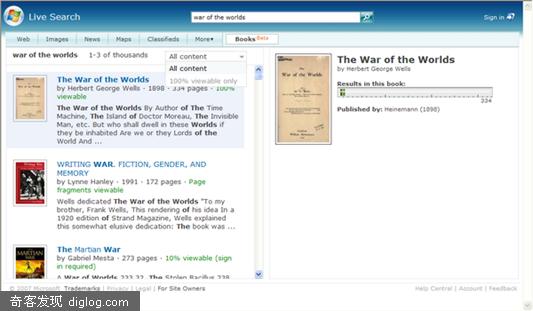 Live Search
war of the worlds
Sign in
Web Images News Maps Classifieds More▾ Books Beta
war of the worlds 1-3 of thousands All content
All content
100% viewable only
The War of the Worlds
by Herbert George Wells · 1898 · 334 pages · 100% viewable
The War of the Worlds By Author of The Time
Machine, The Island of Doctor Moreau, The Invisible
Man, etc. But who shall dwell in these Worlds if
they be inhabited Are we or they Lords of the
World And ...
WRITING WAR. FICTION, GENDER, AND
MEMORY
by Lynne Hanley · 1991 · 172 pages · Page
fragments viewable
Wells dedicated The War of the Worlds "To my
brother, Frank Wells, This rendering of his idea In a
1920 edition of Strand Magazine, Wells explained
this somewhat elusive dedication: The book was ...
The Martian War
by Gabriel Mesta · 273 pages · 10% viewable (sign
in required)
A War of Worlds 233 32. The Stolen Bacillus 238
The War of the Worlds
by Herbert George Wells
Results in this book:
334
Published by: Heinemann (1898)
© 2007 Microsoft Trademarks | Privacy | Legal | For Site Owners
Help Central | Account | Feedback
奇客发现 diglog.com